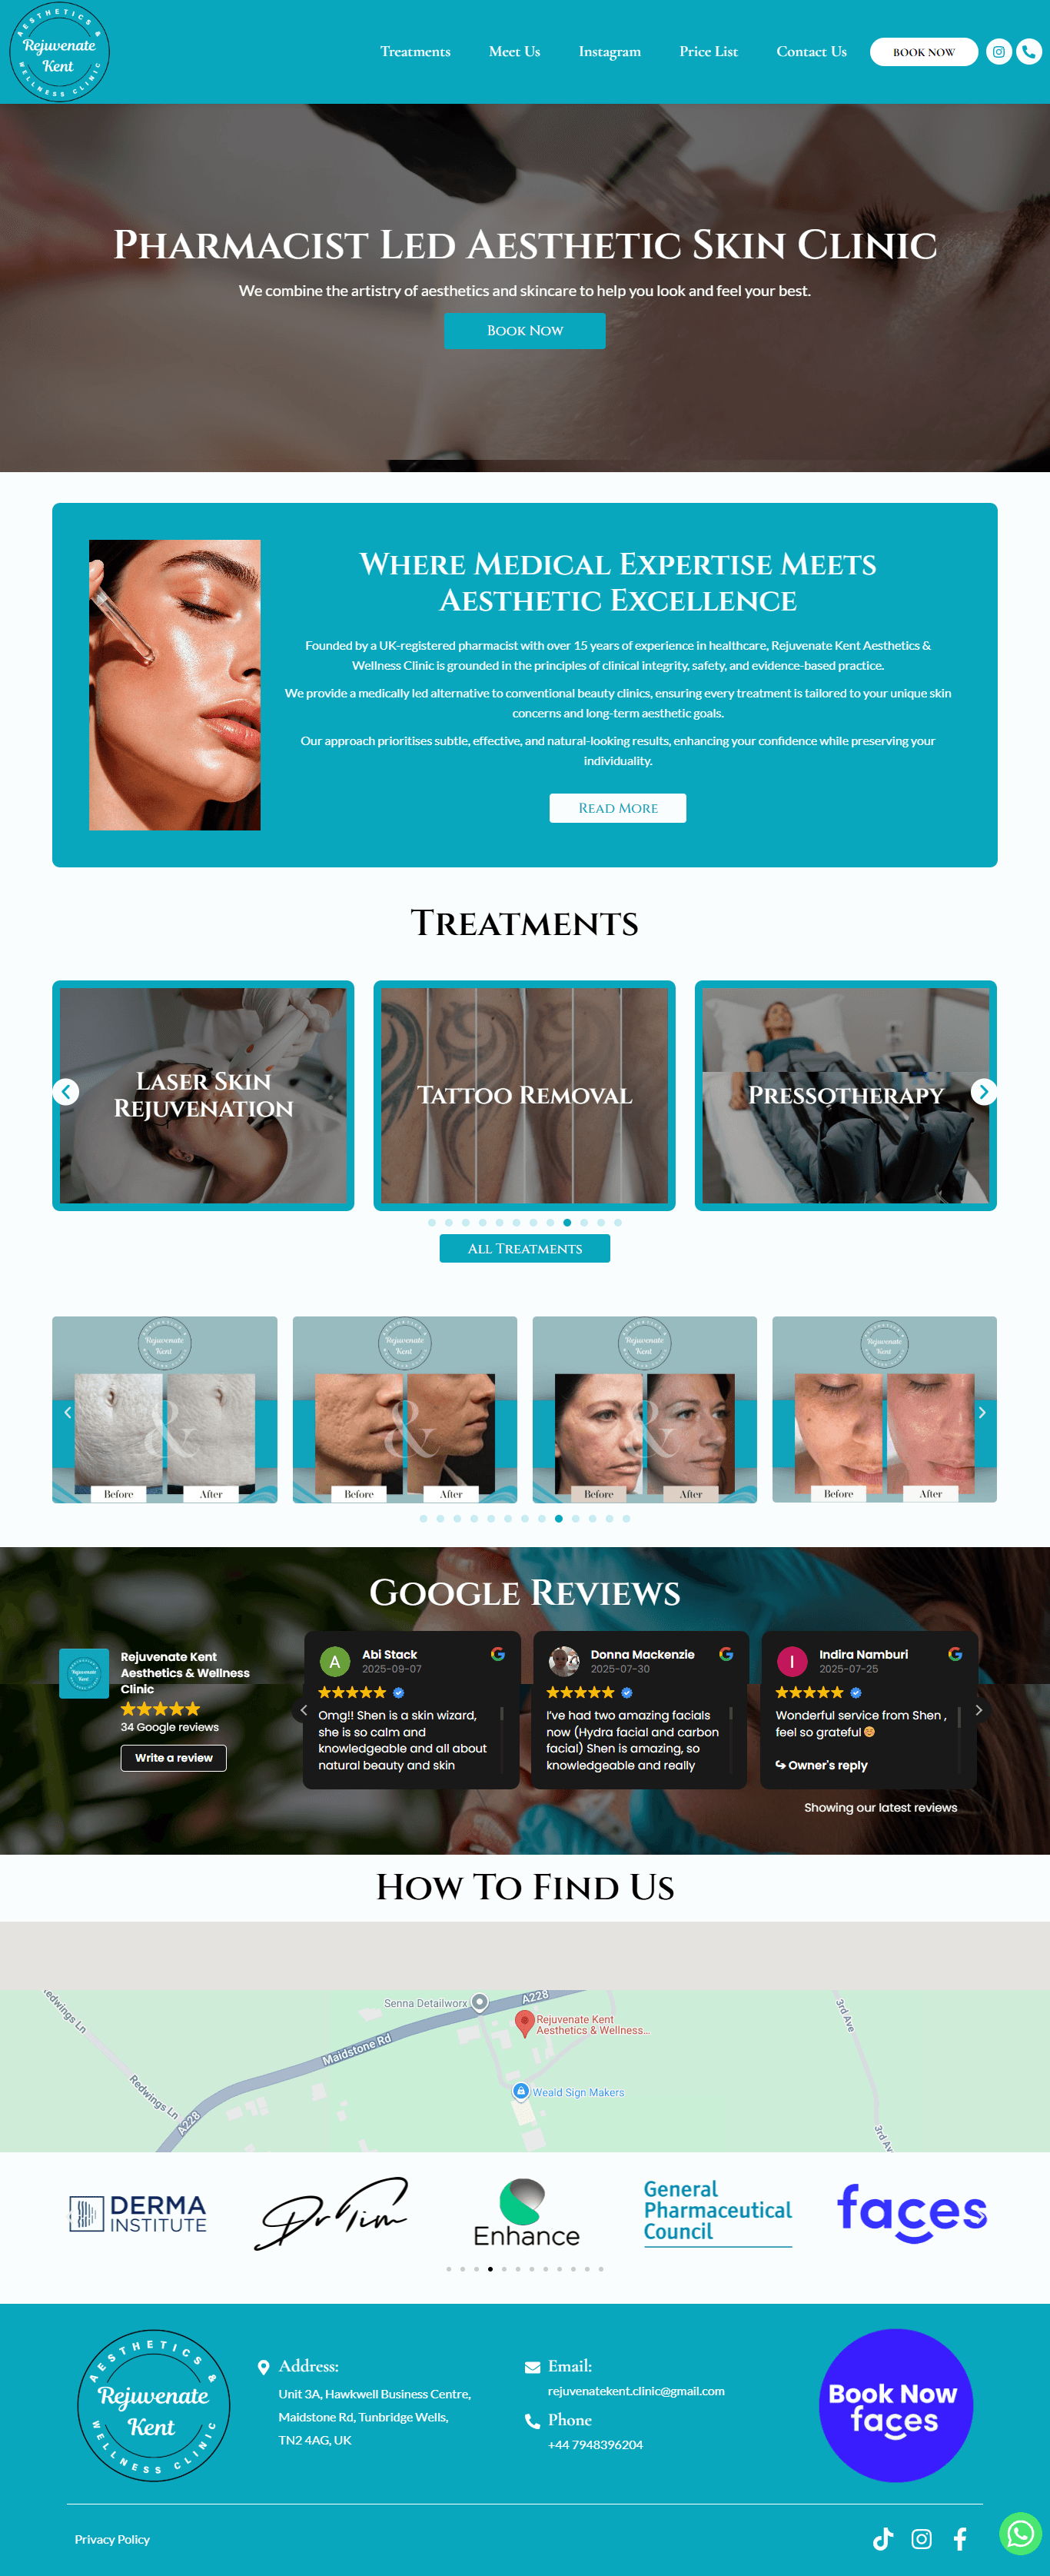 AESTHETICS &
Rejuvenate
Kent
WELLNESS CLINIC
Treatments
Meet Us
Instagram
Price List
Contact Us
BOOK NOW
Pharmacist Led Aesthetic Skin Clinic
We combine the artistry of aesthetics and skincare to help you look and feel your best.
Book Now
Where Medical Expertise Meets
Aesthetic Excellence
Founded by a UK-registered pharmacist with over 15 years of experience in healthcare, Rejuvenate Kent Aesthetics &
Wellness Clinic is grounded in the principles of clinical integrity, safety, and evidence-based practice.
We provide a medically led alternative to conventional beauty clinics, ensuring every treatment is tailored to your unique skin
concerns and long-term aesthetic goals.
Our approach prioritises subtle, effective, and natural-looking results, enhancing your confidence while preserving your
individuality.
Read More
Treatments
Laser Skin
Rejuvenation
Tattoo Removal
Pressotherapy
All Treatments
Rejuvenate
Kent
&
Before
After
Rejuvenate
Kent
&
Before
After
Rejuvenate
Kent
&
Before
After
Rejuvenate
Kent
Before
After
Google Reviews
Rejuvenate Kent
Aesthetics & Wellness
Clinic
34 Google reviews
Write a review
A
Abi Stack
2025-09-07
Omg!! Shen is a skin wizard,
she is so calm and
knowledgeable and all about
natural beauty and skin
Donna Mackenzie
2025-07-30
I've had two amazing facials
now (Hydra facial and carbon
facial) Shen is amazing, so
knowledgeable and really
I
Indira Namburi
2025-07-25
Wonderful service from Shen ,
feel so grateful😊
Owner's reply
Showing our latest reviews
How To Find Us
Redwings Ln
Redwings Ln
A228
Maidstone Rd
Senna Detailworx
A228
Rejuvenate Kent
Aesthetics & Wellness...
Weald Sign Makers
3rd Ave
3rd Av
DERMA
INSTITUTE
Dr Tim
Enhance
General
Pharmaceutical
Council
faces
AESTHETICS &
Rejuvenate
Kent
WELLNESS CLINIC
Address:
Unit 3A, Hawkwell Business Centre,
Maidstone Rd, Tunbridge Wells,
TN2 4AG, UK
Email:
rejuvenatekent.clinic@gmail.com
Phone
+44 7948396204
Book Now
faces
Privacy Policy